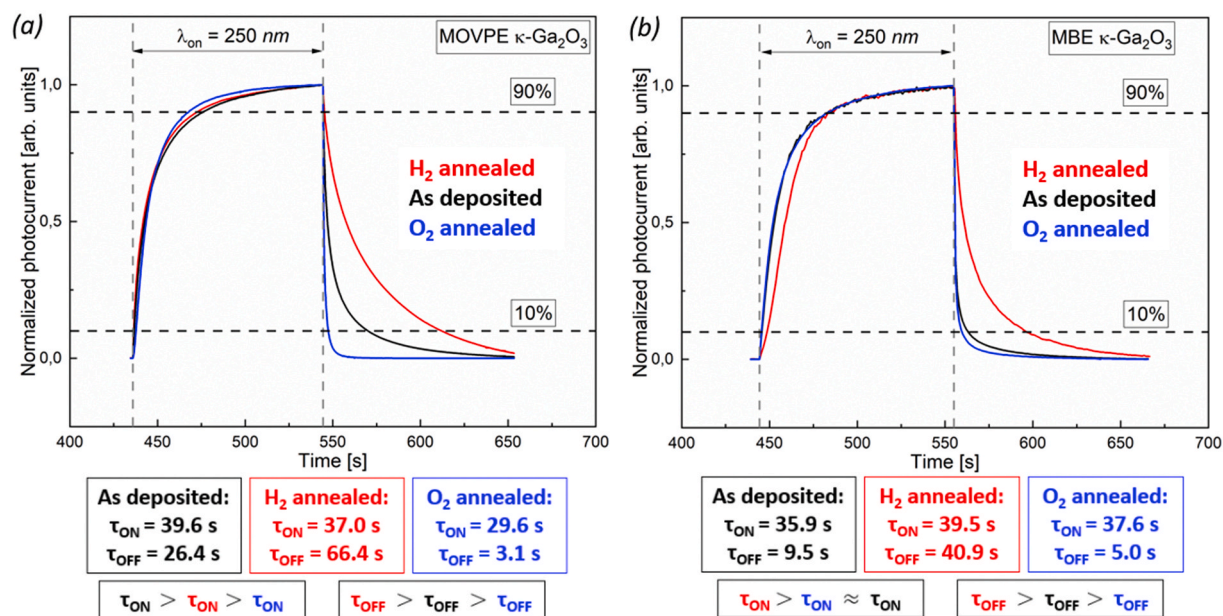 (a)
λon = 250 nm
MOVPE κ-Ga2O3
Normalized photocurrent [arb. units]
1,0
0,5
0,0
90%
10%
H2 annealed
As deposited
O2 annealed
400 450 500 550 600 650 700
Time [s]
As deposited:
τON = 39.6 s
τOFF = 26.4 s
H2 annealed:
τON = 37.0 s
τOFF = 66.4 s
O2 annealed:
τON = 29.6 s
τOFF = 3.1 s
τON > τON > τON
τOFF > τOFF > τOFF
(b)
λon = 250 nm
MBE κ-Ga2O3
Normalized photocurrent [arb. units]
1,0
0,5
0,0
90%
10%
H2 annealed
As deposited
O2 annealed
400 450 500 550 600 650 700
Time [s]
As deposited:
τON = 35.9 s
τOFF = 9.5 s
H2 annealed:
τON = 39.5 s
τOFF = 40.9 s
O2 annealed:
τON = 37.6 s
τOFF = 5.0 s
τON > τON ≈ τON
τOFF > τOFF > τOFF